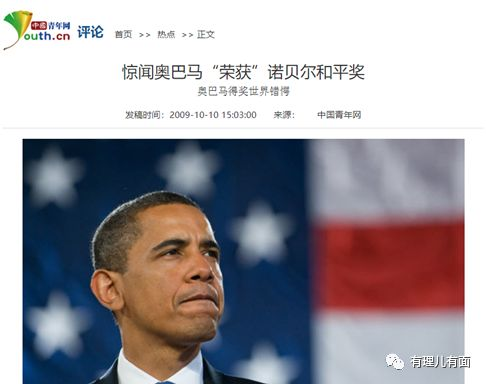 中国青年网
Youth.cn
评论
首页 >> 热点 >> 正文
惊闻奥巴马“荣获”诺贝尔和平奖
奥巴马得奖世界错愕
发稿时间：2009-10-10 15:03:00 来源： 中国青年网
有理儿有面